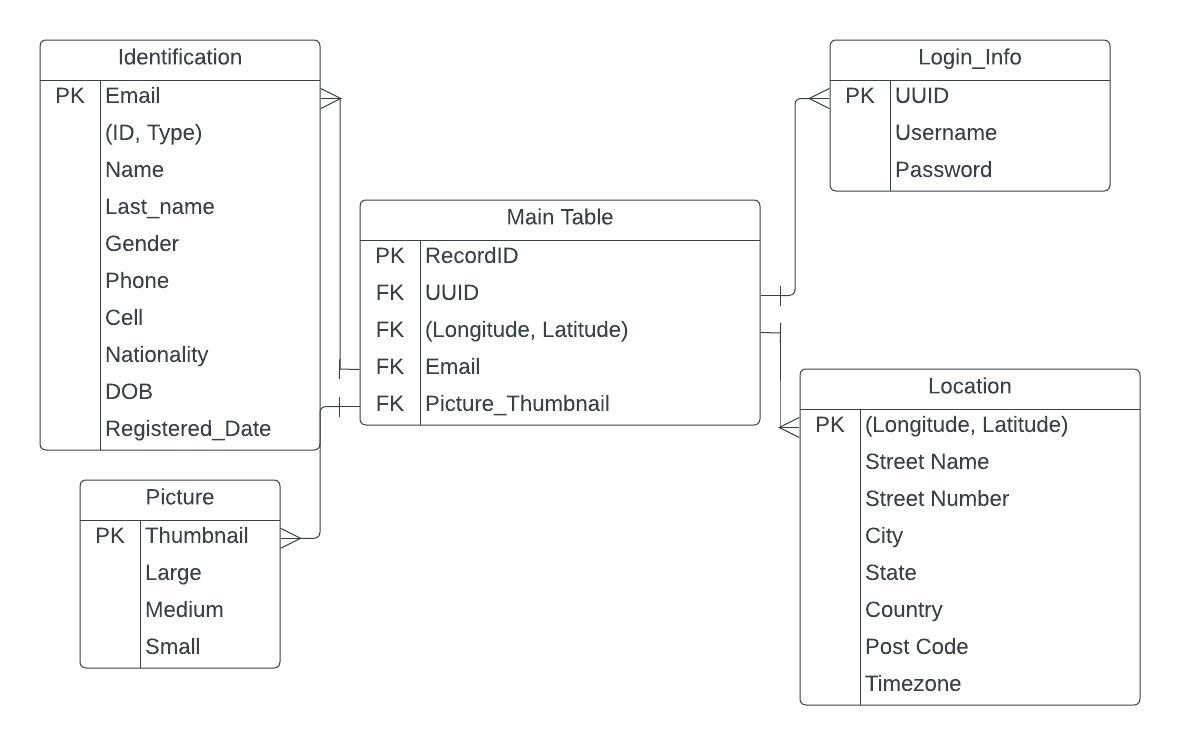 Identification
PK Email
(ID, Type)
Name
Last_name
Gender
Phone
Cell
Nationality
DOB
Registered_Date
Login_Info
PK UUID
Username
Password
Main Table
PK RecordID
FK UUID
FK (Longitude, Latitude)
FK Email
FK Picture_Thumbnail
Picture
PK Thumbnail
Large
Medium
Small
Location
PK (Longitude, Latitude)
Street Name
Street Number
City
State
Country
Post Code
Timezone